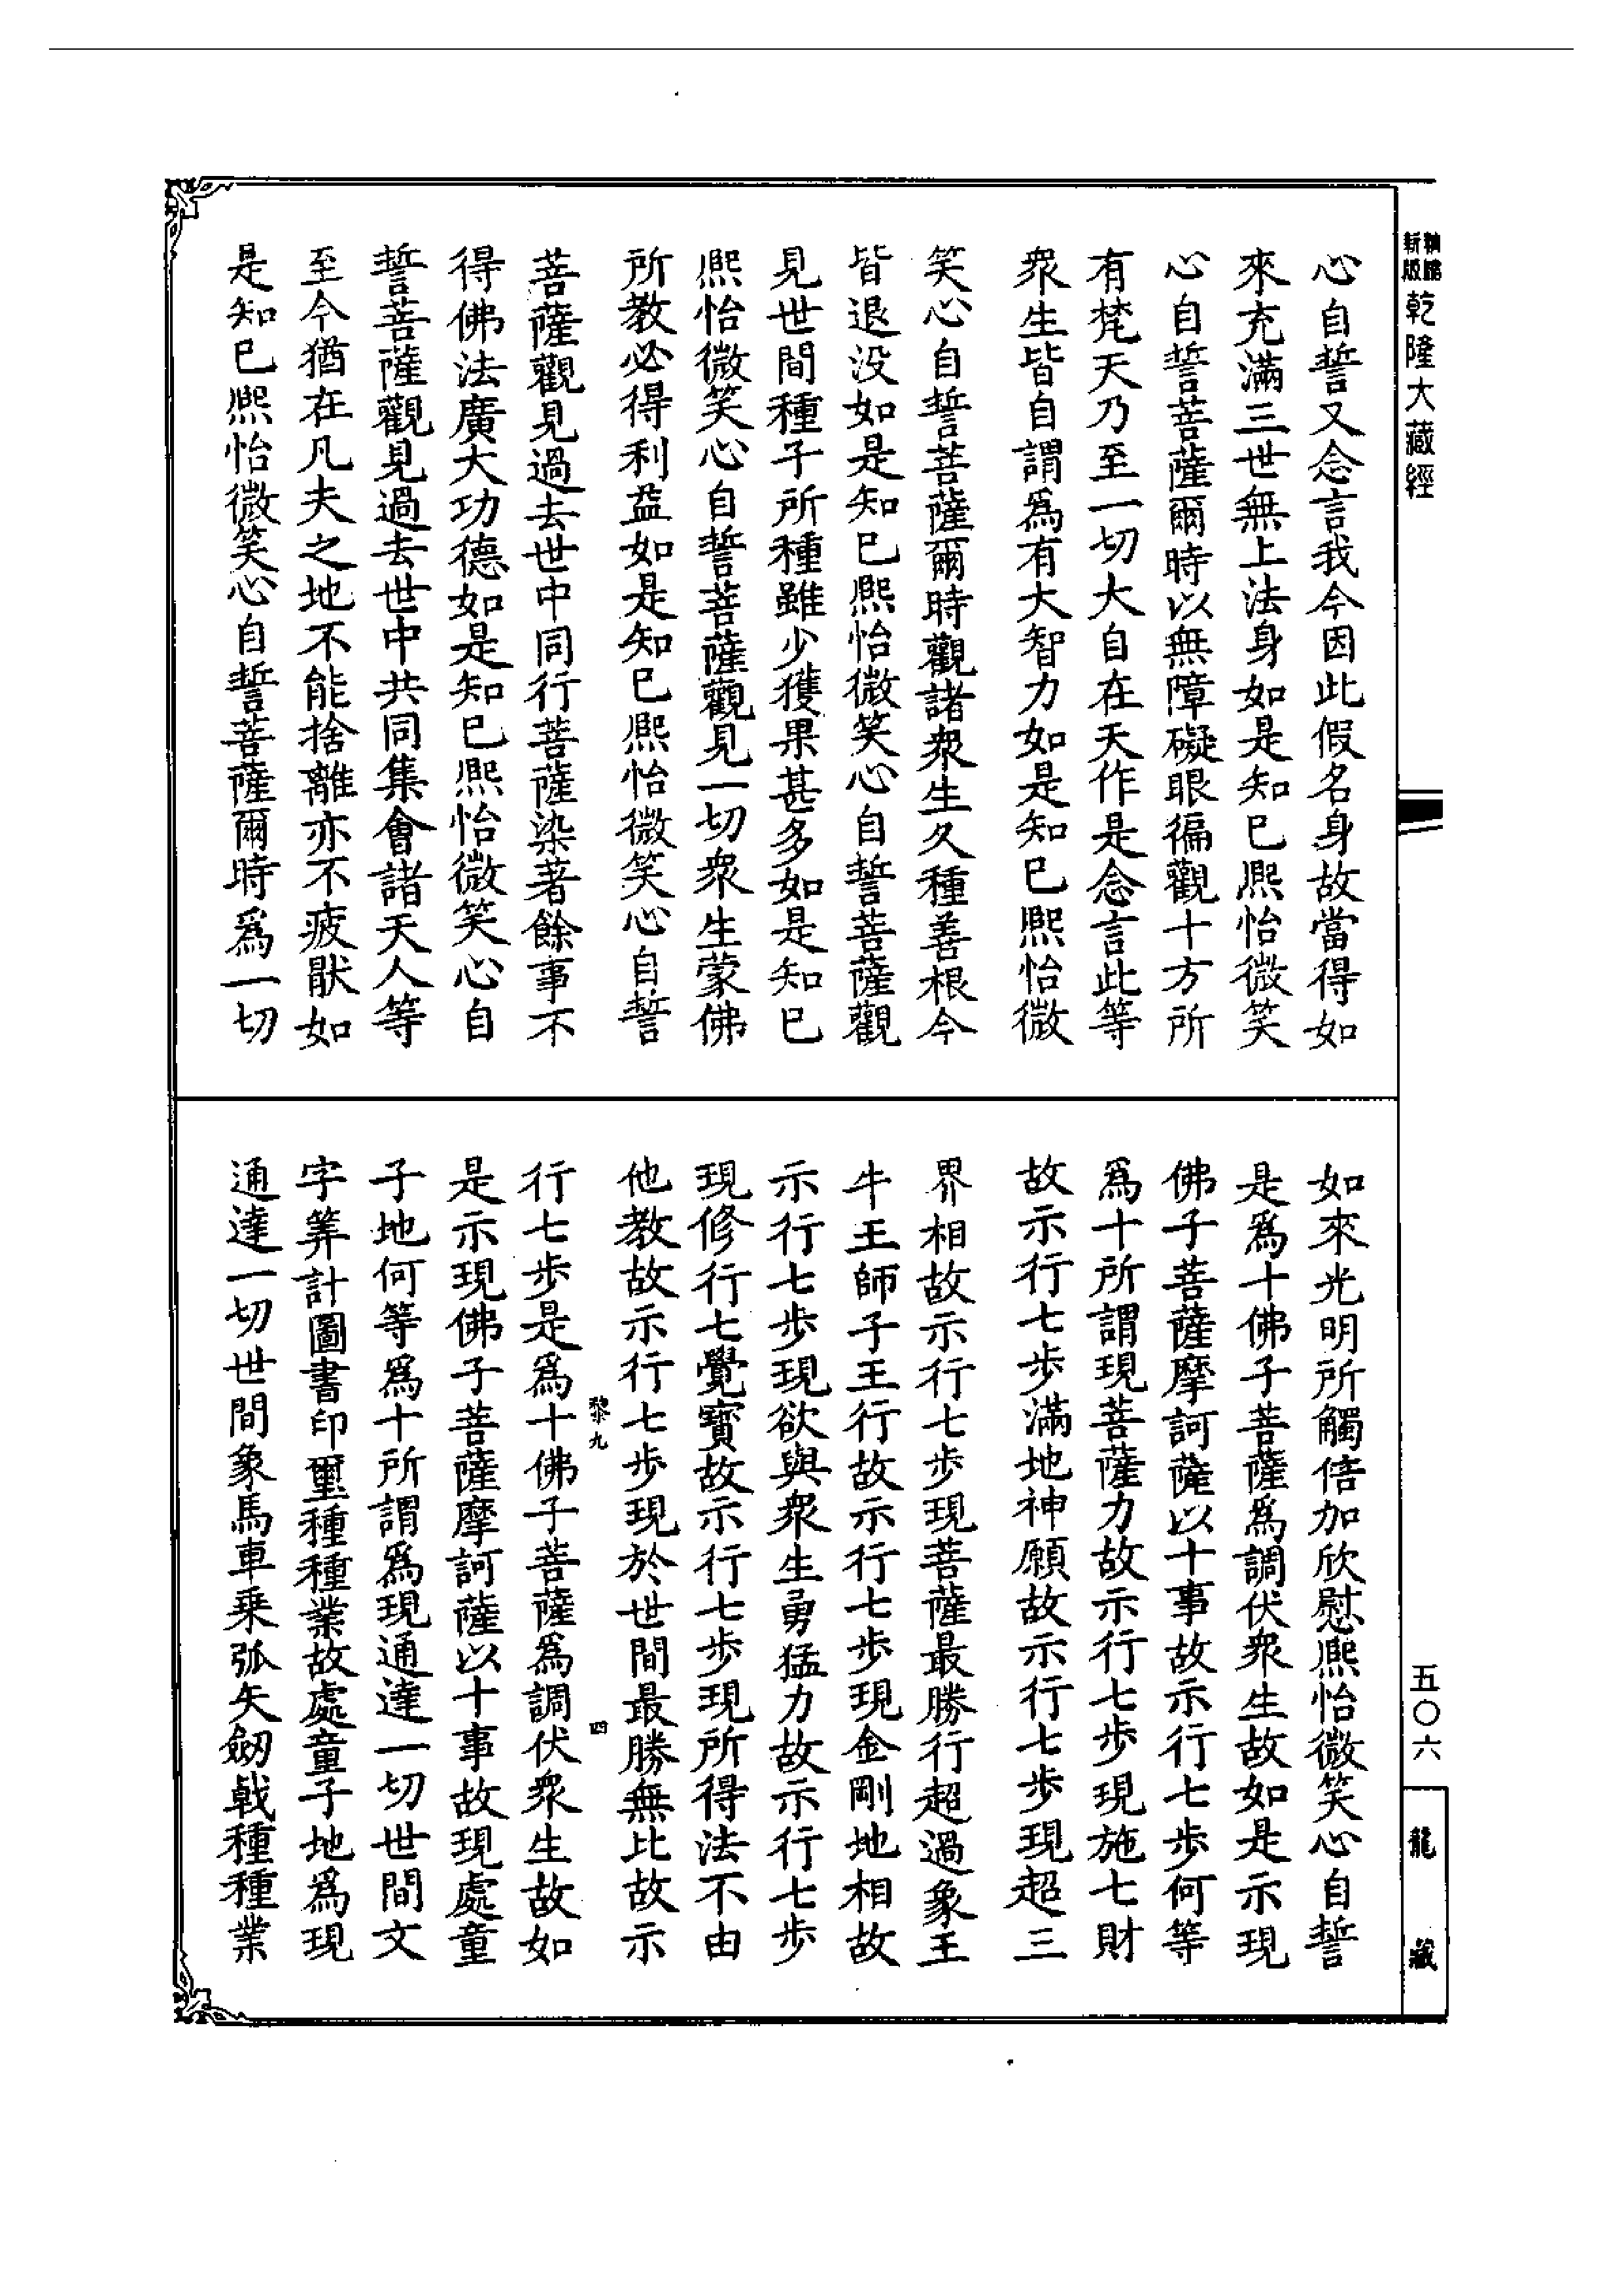 乾隆大藏經
心自誓又念言我今因此假名身故當得如
來充滿三世無上法身如是知已熈怡微笑
心自誓菩薩爾時以無障礙眼徧觀十方所
有梵天乃至一切大自在天作是念言此等
衆生皆自謂爲有大智力如是知已熈怡微
笑心自誓菩薩爾時觀諸衆生久種善根今
皆退没如是知已熈怡微笑心自誓菩薩觀
見世間種子所種雖少獲果甚多如是知已
熈怡微笑心自誓菩薩觀見一切衆生蒙佛
所教必得利益如是知已熈怡微笑心自誓
菩薩觀見過去世中同行菩薩染著餘事不
得佛法廣大功德如是知已熈怡微笑心自
誓菩薩觀見過去世中共同集會諸天人等
至今猶在凡夫之地不能捨離亦不疲猒如
是知已熈怡微笑心自誓菩薩爾時爲一切
如來光明所觸倍加欣慰熈怡微笑心自誓
是爲十佛子菩薩爲調伏衆生故如是示現
佛子菩薩摩訶薩以十事故示行七步何等
爲十所謂現菩薩力故示行七步現施七財
故示行七步滿地神願故示行七步現超三
界相故示行七步現菩薩最勝行超過象王
牛王師子王行故示行七步現金剛地相故
示行七步現欲與衆生勇猛力故示行七步
現修行七覺寳故示行七步現所得法不由
他教故示行七步現於世間最勝無比故示
黎九
四
行七步是爲十佛子菩薩爲調伏衆生故如
是示現佛子菩薩摩訶薩以十事故現處童
子地何等爲十所謂爲現通達一切世間文
字筭計圖書印璽種種業故處童子地爲現
通達一切世間象馬車乘弧矢劒戟種種業
五〇六
龍藏